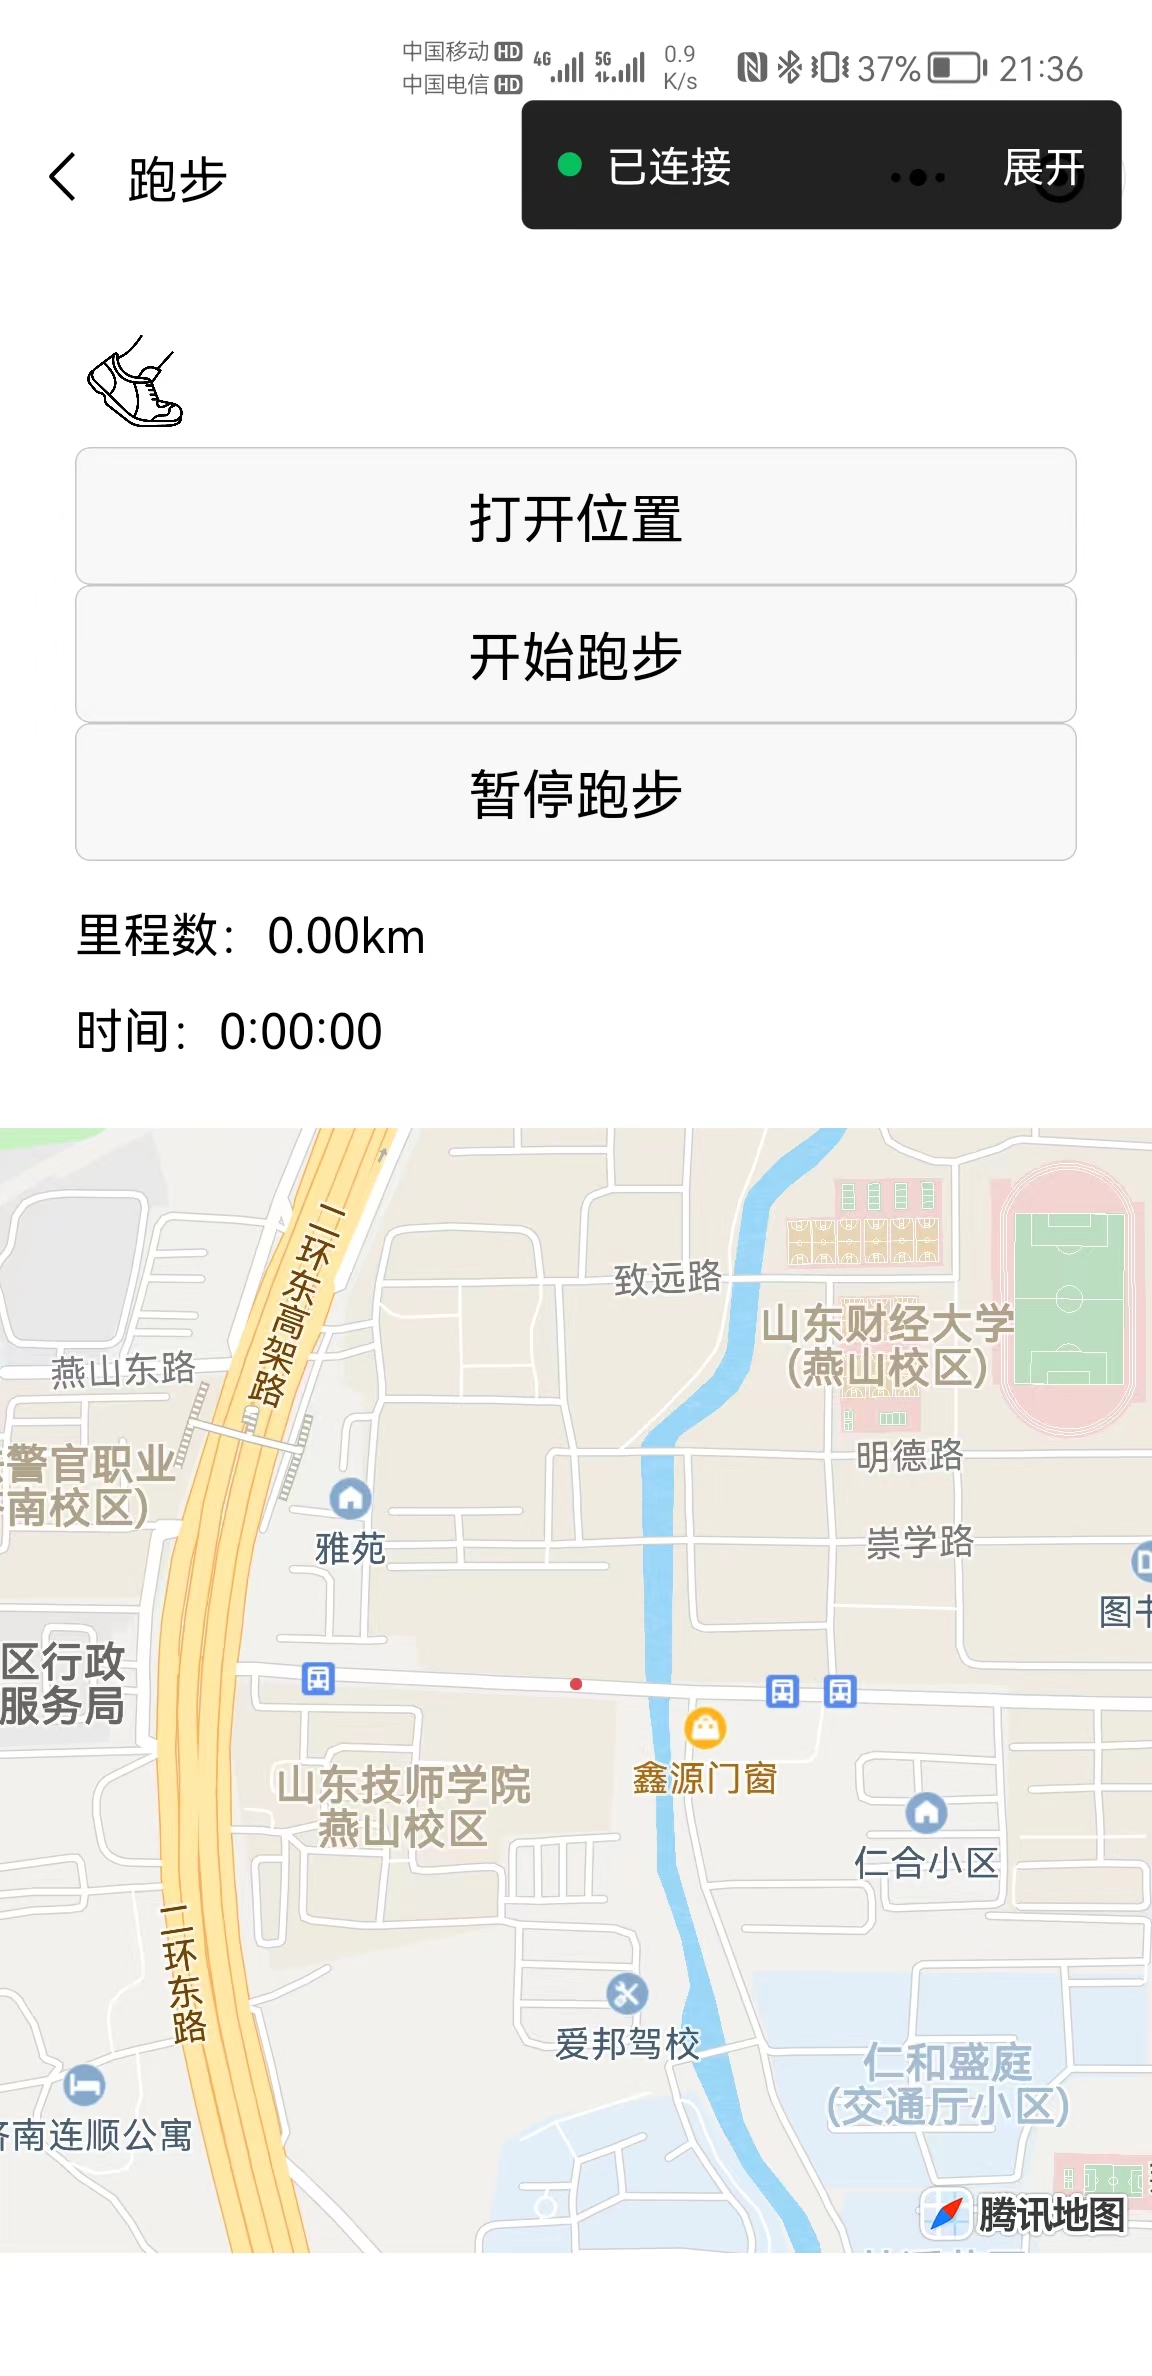 中国移动 HD 4G 5G 0.9 37% 21:36
中国电信 HD K/s
跑步
已连接
展开
打开位置
开始跑步
暂停跑步
里程数：0.00km
时间：0:00:00
二环东高架路
致远路
山东财经大学
(燕山校区)
燕山东路
警官职业
南校区)
明德路
雅苑
崇学路
图书
区行政
服务局
山东技师学院
燕山校区
鑫源门窗
仁合小区
二环东路
爱邦驾校
仁和盛庭
(交通厅小区)
济南连顺公寓
腾讯地图